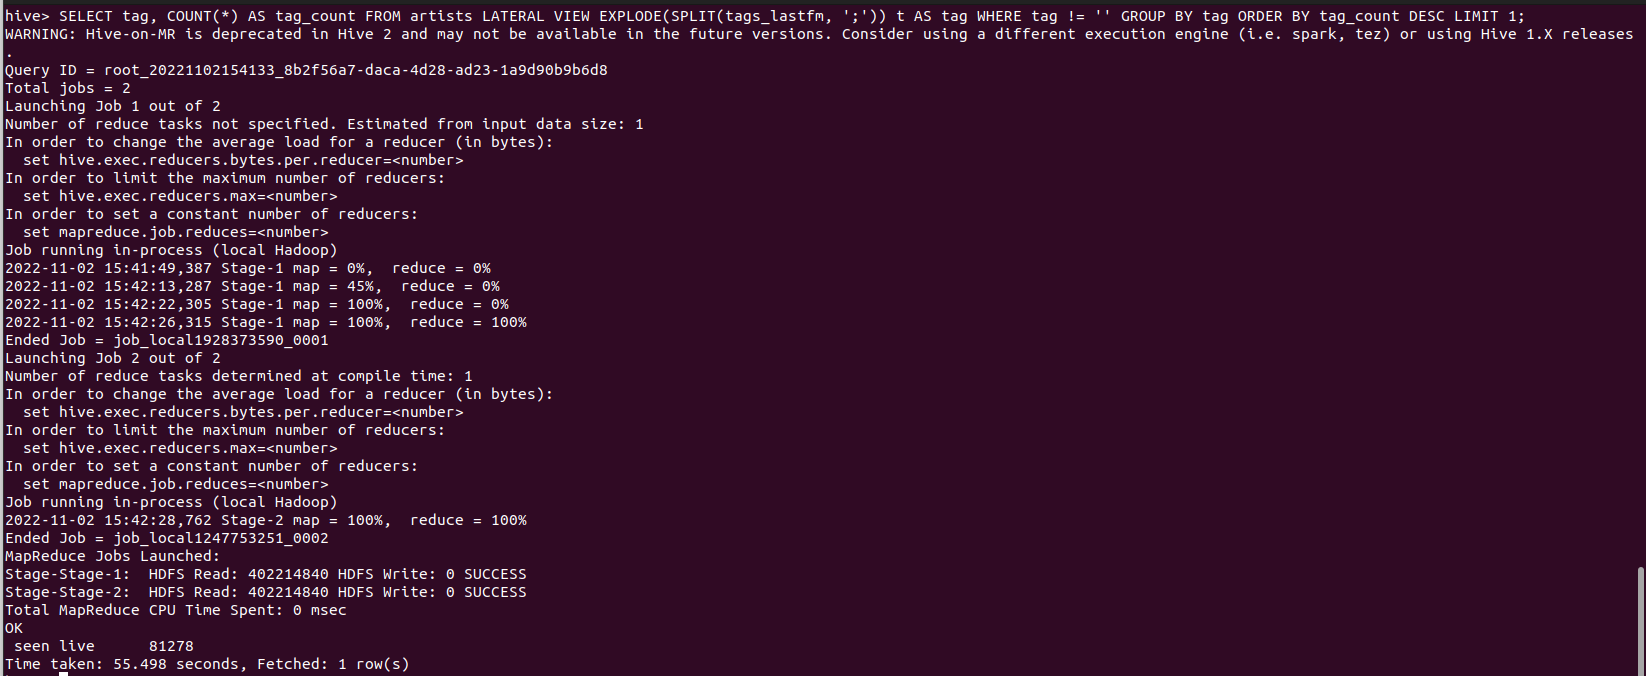 hive> SELECT tag, COUNT(*) AS tag_count FROM artists LATERAL VIEW EXPLODE(SPLIT(tags_lastfm, ';')) t AS tag WHERE tag != '' GROUP BY tag ORDER BY tag_count DESC LIMIT 1;
WARNING: Hive-on-MR is deprecated in Hive 2 and may not be available in the future versions. Consider using a different execution engine (i.e. spark, tez) or using Hive 1.X releases
.
Query ID = root_20221102154133_8b2f56a7-daca-4d28-ad23-1a9d90b9b6d8
Total jobs = 2
Launching Job 1 out of 2
Number of reduce tasks not specified. Estimated from input data size: 1
In order to change the average load for a reducer (in bytes):
  set hive.exec.reducers.bytes.per.reducer=<number>
In order to limit the maximum number of reducers:
  set hive.exec.reducers.max=<number>
In order to set a constant number of reducers:
  set mapreduce.job.reduces=<number>
Job running in-process (local Hadoop)
2022-11-02 15:41:49,387 Stage-1 map = 0%,  reduce = 0%
2022-11-02 15:42:13,287 Stage-1 map = 45%,  reduce = 0%
2022-11-02 15:42:22,305 Stage-1 map = 100%,  reduce = 0%
2022-11-02 15:42:26,315 Stage-1 map = 100%,  reduce = 100%
Ended Job = job_local1928373590_0001
Launching Job 2 out of 2
Number of reduce tasks determined at compile time: 1
In order to change the average load for a reducer (in bytes):
  set hive.exec.reducers.bytes.per.reducer=<number>
In order to limit the maximum number of reducers:
  set hive.exec.reducers.max=<number>
In order to set a constant number of reducers:
  set mapreduce.job.reduces=<number>
Job running in-process (local Hadoop)
2022-11-02 15:42:28,762 Stage-2 map = 100%,  reduce = 100%
Ended Job = job_local1247753251_0002
MapReduce Jobs Launched:
Stage-Stage-1:  HDFS Read: 402214840 HDFS Write: 0 SUCCESS
Stage-Stage-2:  HDFS Read: 402214840 HDFS Write: 0 SUCCESS
Total MapReduce CPU Time Spent: 0 msec
OK
 seen live      81278
Time taken: 55.498 seconds, Fetched: 1 row(s)